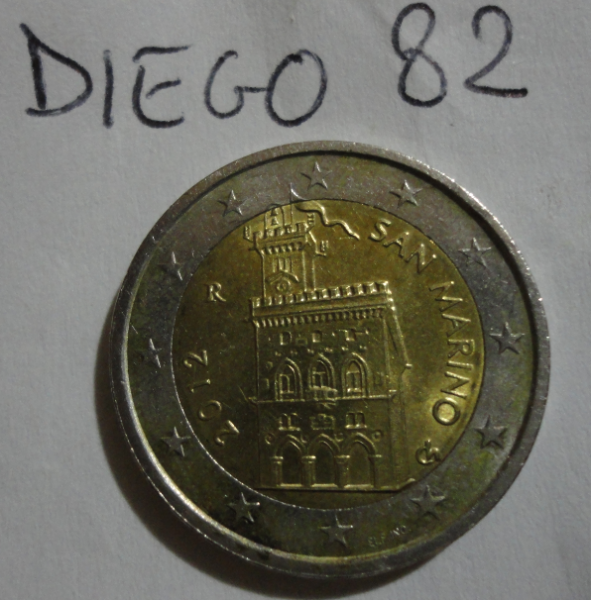 DIEGO 82
SAN MARINO
R
2012